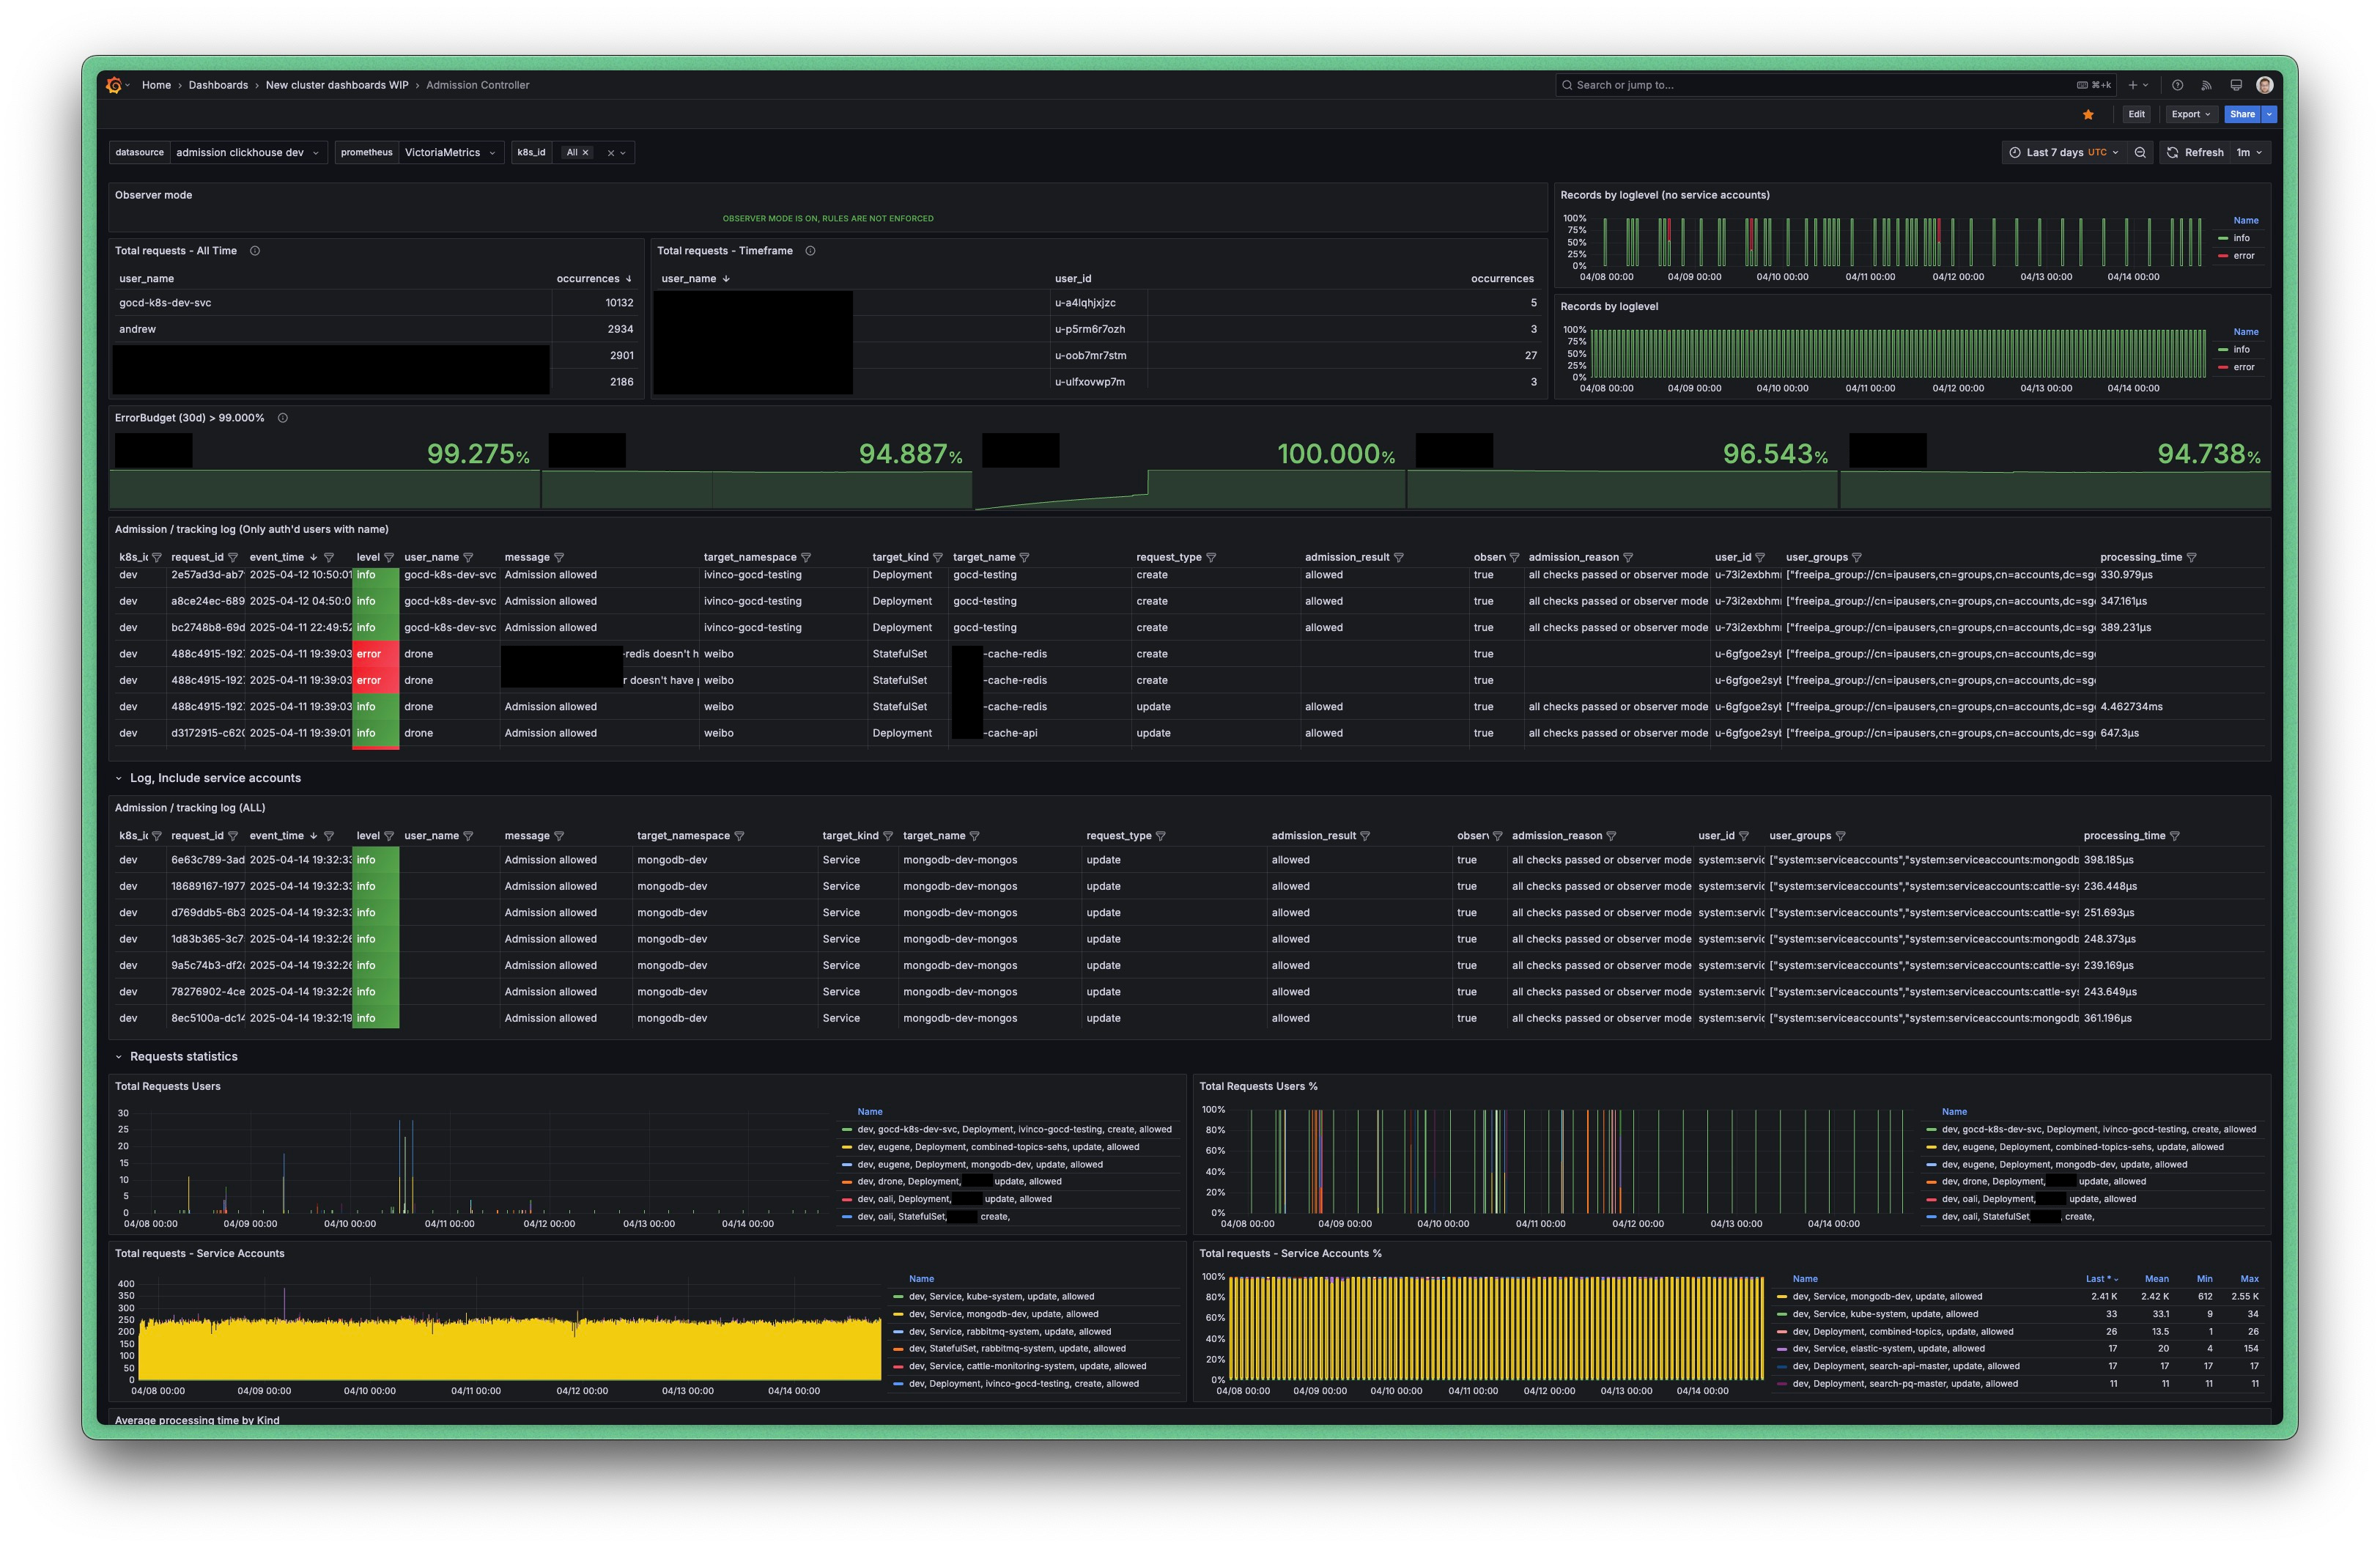 Home › Dashboards › New cluster dashboards WIP › Admission Controller
Search or jump to... ⌘+k
Edit Export Share
datasource admission clickhouse dev prometheus VictoriaMetrics k8s_id All
Last 7 days UTC Refresh 1m
Observer mode
OBSERVER MODE IS ON, RULES ARE NOT ENFORCED
Total requests - All Time
user_name occurrences
gocd-k8s-dev-svc 10132
andrew 2934
2901
2186
Total requests - Timeframe
user_name user_id occurrences
u-a4lqhjxjzc 5
u-p5rm6r7ozh 3
u-oob7mr7stm 27
u-ulfxovwp7m 3
Records by loglevel (no service accounts)
100%
75%
50%
25%
0%
04/08 00:00 04/09 00:00 04/10 00:00 04/11 00:00 04/12 00:00 04/13 00:00 04/14 00:00
Name
info
error
Records by loglevel
100%
75%
50%
25%
0%
04/08 00:00 04/09 00:00 04/10 00:00 04/11 00:00 04/12 00:00 04/13 00:00 04/14 00:00
Name
info
error
ErrorBudget (30d) > 99.000%
99.275% 94.887% 100.000% 96.543% 94.738%
Admission / tracking log (Only auth'd users with name)
k8s_ic request_id event_time level user_name message target_namespace target_kind target_name request_type admission_result observ admission_reason user_id user_groups processing_time
dev 2e57ad3d-ab7 2025-04-12 10:50:01 info gocd-k8s-dev-svc Admission allowed ivinco-gocd-testing Deployment gocd-testing create allowed true all checks passed or observer mode u-73i2exbhm ["freeipa_group://cn=ipausers,cn=groups,cn=accounts,dc=sg 330.979µs
dev a8ce24ec-689 2025-04-12 04:50:0 info gocd-k8s-dev-svc Admission allowed ivinco-gocd-testing Deployment gocd-testing create allowed true all checks passed or observer mode u-73i2exbhm ["freeipa_group://cn=ipausers,cn=groups,cn=accounts,dc=sg 347.161µs
dev bc2748b8-69d 2025-04-11 22:49:52 info gocd-k8s-dev-svc Admission allowed ivinco-gocd-testing Deployment gocd-testing create allowed true all checks passed or observer mode u-73i2exbhm ["freeipa_group://cn=ipausers,cn=groups,cn=accounts,dc=sg 389.231µs
dev 488c4915-192 2025-04-11 19:39:03 error drone -redis doesn't h weibo StatefulSet -cache-redis create true u-6gfgoe2syl ["freeipa_group://cn=ipausers,cn=groups,cn=accounts,dc=sg
dev 488c4915-192 2025-04-11 19:39:03 error drone r doesn't have weibo StatefulSet -cache-redis create true u-6gfgoe2syl ["freeipa_group://cn=ipausers,cn=groups,cn=accounts,dc=sg
dev 488c4915-192 2025-04-11 19:39:03 info drone Admission allowed weibo StatefulSet -cache-redis update allowed true all checks passed or observer mode u-6gfgoe2syl ["freeipa_group://cn=ipausers,cn=groups,cn=accounts,dc=sg 4.462734ms
dev d3172915-c620 2025-04-11 19:39:01 info drone Admission allowed weibo Deployment -cache-api update allowed true all checks passed or observer mode u-6gfgoe2syl ["freeipa_group://cn=ipausers,cn=groups,cn=accounts,dc=sg 647.3µs
Log, Include service accounts
Admission / tracking log (ALL)
k8s_ic request_id event_time level user_name message target_namespace target_kind target_name request_type admission_result observ admission_reason user_id user_groups processing_time
dev 6e63c789-3ad 2025-04-14 19:32:33 info Admission allowed mongodb-dev Service mongodb-dev-mongos update allowed true all checks passed or observer mode system:servic ["system:serviceaccounts","system:serviceaccounts:mongodb 398.185µs
dev 18689167-1977 2025-04-14 19:32:33 info Admission allowed mongodb-dev Service mongodb-dev-mongos update allowed true all checks passed or observer mode system:servic ["system:serviceaccounts","system:serviceaccounts:cattle-sy 236.448µs
dev d769ddb5-6b3 2025-04-14 19:32:33 info Admission allowed mongodb-dev Service mongodb-dev-mongos update allowed true all checks passed or observer mode system:servic ["system:serviceaccounts","system:serviceaccounts:cattle-sy 251.693µs
dev 1d83b365-3c7 2025-04-14 19:32:26 info Admission allowed mongodb-dev Service mongodb-dev-mongos update allowed true all checks passed or observer mode system:servic ["system:serviceaccounts","system:serviceaccounts:mongodb 248.373µs
dev 9a5c74b3-df2 2025-04-14 19:32:26 info Admission allowed mongodb-dev Service mongodb-dev-mongos update allowed true all checks passed or observer mode system:servic ["system:serviceaccounts","system:serviceaccounts:cattle-sy 239.169µs
dev 78276902-4ce 2025-04-14 19:32:26 info Admission allowed mongodb-dev Service mongodb-dev-mongos update allowed true all checks passed or observer mode system:servic ["system:serviceaccounts","system:serviceaccounts:cattle-sy 243.649µs
dev 8ec5100a-dc14 2025-04-14 19:32:19 info Admission allowed mongodb-dev Service mongodb-dev-mongos update allowed true all checks passed or observer mode system:servic ["system:serviceaccounts","system:serviceaccounts:mongodb 361.196µs
Requests statistics
Total Requests Users
30
25
20
15
10
5
0
04/08 00:00 04/09 00:00 04/10 00:00 04/11 00:00 04/12 00:00 04/13 00:00 04/14 00:00
Name
dev, gocd-k8s-dev-svc, Deployment, ivinco-gocd-testing, create, allowed
dev, eugene, Deployment, combined-topics-sehs, update, allowed
dev, eugene, Deployment, mongodb-dev, update, allowed
dev, drone, Deployment, update, allowed
dev, oali, Deployment, update, allowed
dev, oali, StatefulSet, create,
Total Requests Users %
100%
80%
60%
40%
20%
0%
04/08 00:00 04/09 00:00 04/10 00:00 04/11 00:00 04/12 00:00 04/13 00:00 04/14 00:00
Name
dev, gocd-k8s-dev-svc, Deployment, ivinco-gocd-testing, create, allowed
dev, eugene, Deployment, combined-topics-sehs, update, allowed
dev, eugene, Deployment, mongodb-dev, update, allowed
dev, drone, Deployment, update, allowed
dev, oali, Deployment, update, allowed
dev, oali, StatefulSet, , create,
Total requests - Service Accounts
400
350
300
250
200
150
100
50
0
04/08 00:00 04/09 00:00 04/10 00:00 04/11 00:00 04/12 00:00 04/13 00:00 04/14 00:00
Name
dev, Service, kube-system, update, allowed
dev, Service, mongodb-dev, update, allowed
dev, Service, rabbitmq-system, update, allowed
dev, StatefulSet, rabbitmq-system, update, allowed
dev, Service, cattle-monitoring-system, update, allowed
dev, Deployment, ivinco-gocd-testing, create, allowed
Total requests - Service Accounts %
100%
80%
60%
40%
20%
0%
04/08 00:00 04/09 00:00 04/10 00:00 04/11 00:00 04/12 00:00 04/13 00:00 04/14 00:00
Name Last * Mean Min Max
dev, Service, mongodb-dev, update, allowed 2.41 K 2.42 K 612 2.55 K
dev, Service, kube-system, update, allowed 33 33.1 9 34
dev, Deployment, combined-topics, update, allowed 26 13.5 1 26
dev, Service, elastic-system, update, allowed 17 20 4 154
dev, Deployment, search-api-master, update, allowed 17 17 17 17
dev, Deployment, search-pq-master, update, allowed 11 11 11 11
Average processing time by Kind